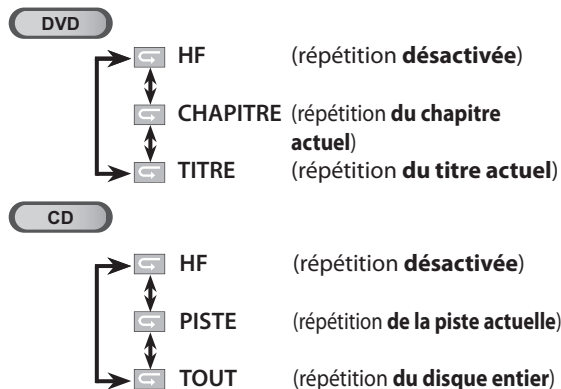 DVD
HF (répétition désactivée)
CHAPITRE (répétition du chapitre
actuel)
TITRE (répétition du titre actuel)
CD
HF (répétition désactivée)
PISTE (répétition de la piste actuelle)
TOUT (répétition du disque entier)